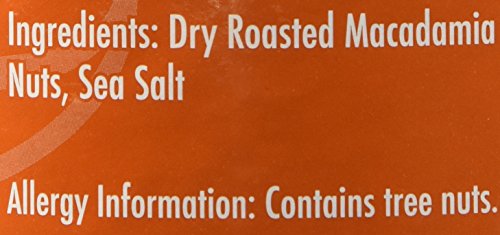 Ingredients: Dry Roasted Macadamia
Nuts, Sea Salt
Allergy Information: Contains tree nuts.